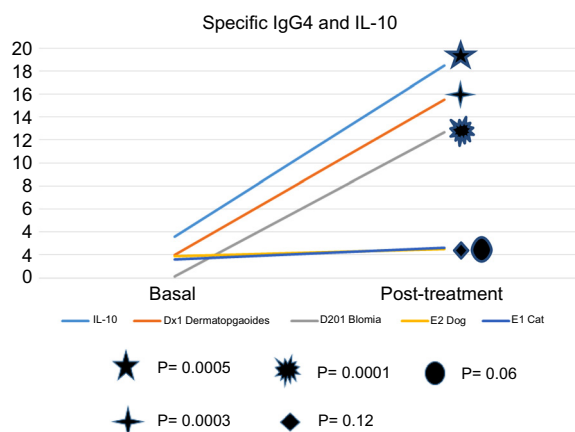 Specific IgG4 and IL-10
20
18
16
14
12
10
8
6
4
4
0
Basal Post-treatment
IL-10 Dx1 Dermatopgaoides D201 Blomia E2 Dog E1 Cat
P= 0.0005 P= 0.0001 P= 0.06
P= 0.0003 P= 0.12